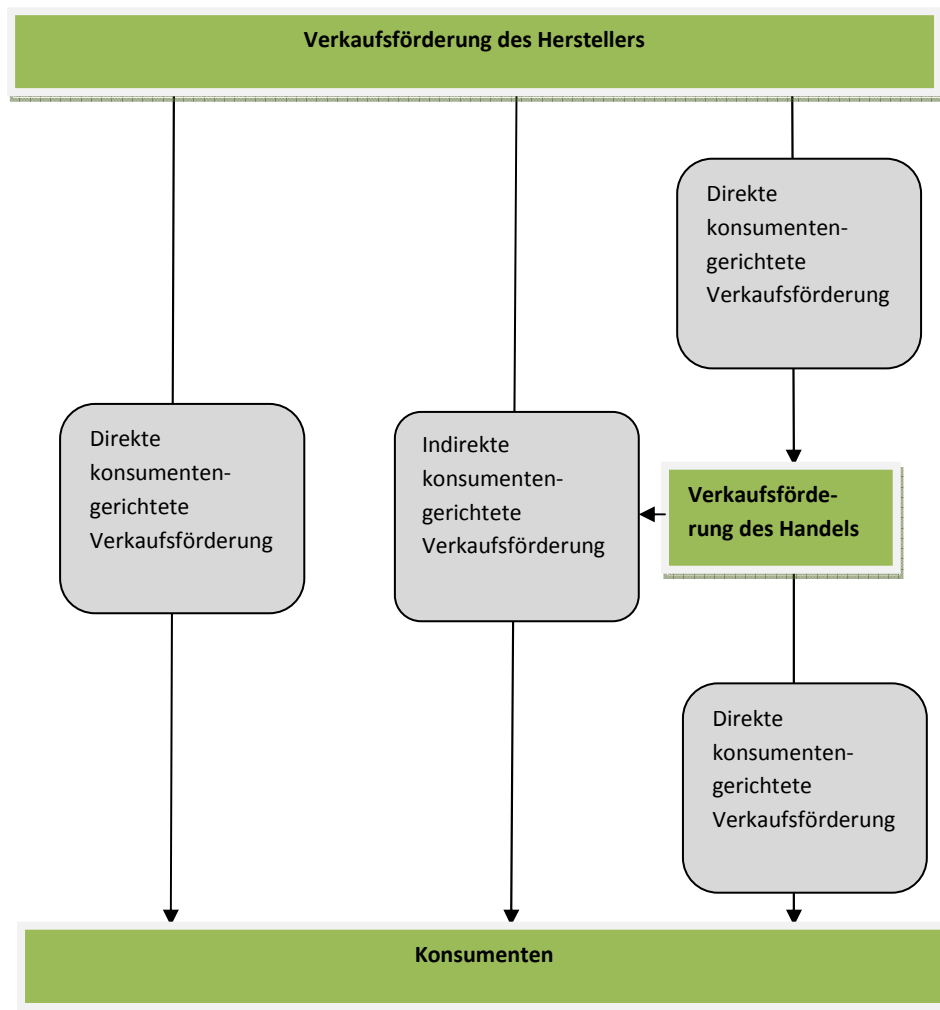 Verkaufsförderung des Herstellers
Direkte
konsumenten-
gerichtete
Verkaufsförderung
Direkte
konsumenten-
gerichtete
Verkaufsförderung
Indirekte
konsumenten-
gerichtete
Verkaufsförderung
Verkaufsförde-
rung des Handels
Direkte
konsumenten-
gerichtete
Verkaufsförderung
Konsumenten